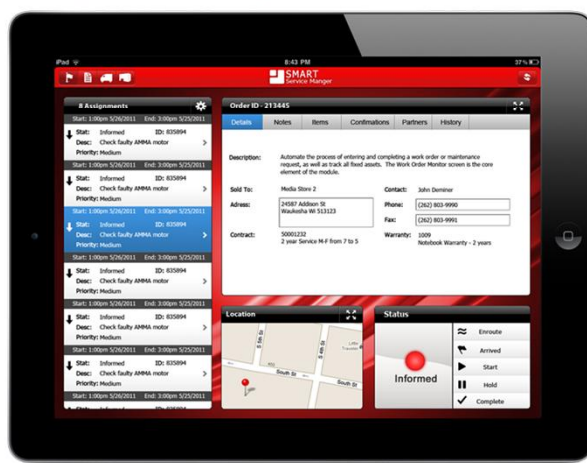 iPad 8:43 PM 37%
SMART
Service Manger
8 Assignments
Start: 1:00pm 5/26/2011 End: 3:00pm 5/25/2011
Stat: Informed ID: 835894
Desc: Check faulty AMMA motor
Priority: Medium
Start: 1:00pm 5/26/2011 End: 3:00pm 5/25/2011
Stat: Informed ID: 835894
Desc: Check faulty AMMA motor
Priority: Medium
Start: 1:00pm 5/26/2011 End: 3:00pm 5/25/2011
Stat: Informed ID: 835894
Desc: Check faulty AMMA motor
Priority: Medium
Start: 1:00pm 5/26/2011 End: 3:00pm 5/25/2011
Stat: Informed ID: 835894
Desc: Check faulty AMMA motor
Priority: Medium
Start: 1:00pm 5/26/2011 End: 3:00pm 5/25/2011
Stat: Informed ID: 835894
Desc: Check faulty AMMA motor
Priority: Medium
Start: 1:00pm 5/26/2011 End: 3:00pm 5/25/2011
Stat: Informed ID: 835894
Desc: Check faulty AMMA motor
Priority: Medium
Start: 1:00pm 5/26/2011 End: 3:00pm 5/25/2011
Order ID - 213445
Details Notes Items Confimations Partners History
Description: Automate the process of entering and completing a work order or maintenance
request, as well as track all fixed assets. The Work Order Monitor screen is the core
element of the module.
Sold To: Media Store 2 Contact: John Deminer
Adress: 24587 Addison St Phone: (262) 803-9990
Waukosha WI 513123
Fax: (262) 803-9991
Contract: 50001232 Warranty: 1009
2 year Service M-F from 7 to 5 Notebook Warranty - 2 years
Location
S 5th St
S 4th St
South St
South St
Status
Informed
Enroute
Arrived
Start
Hold
Complete